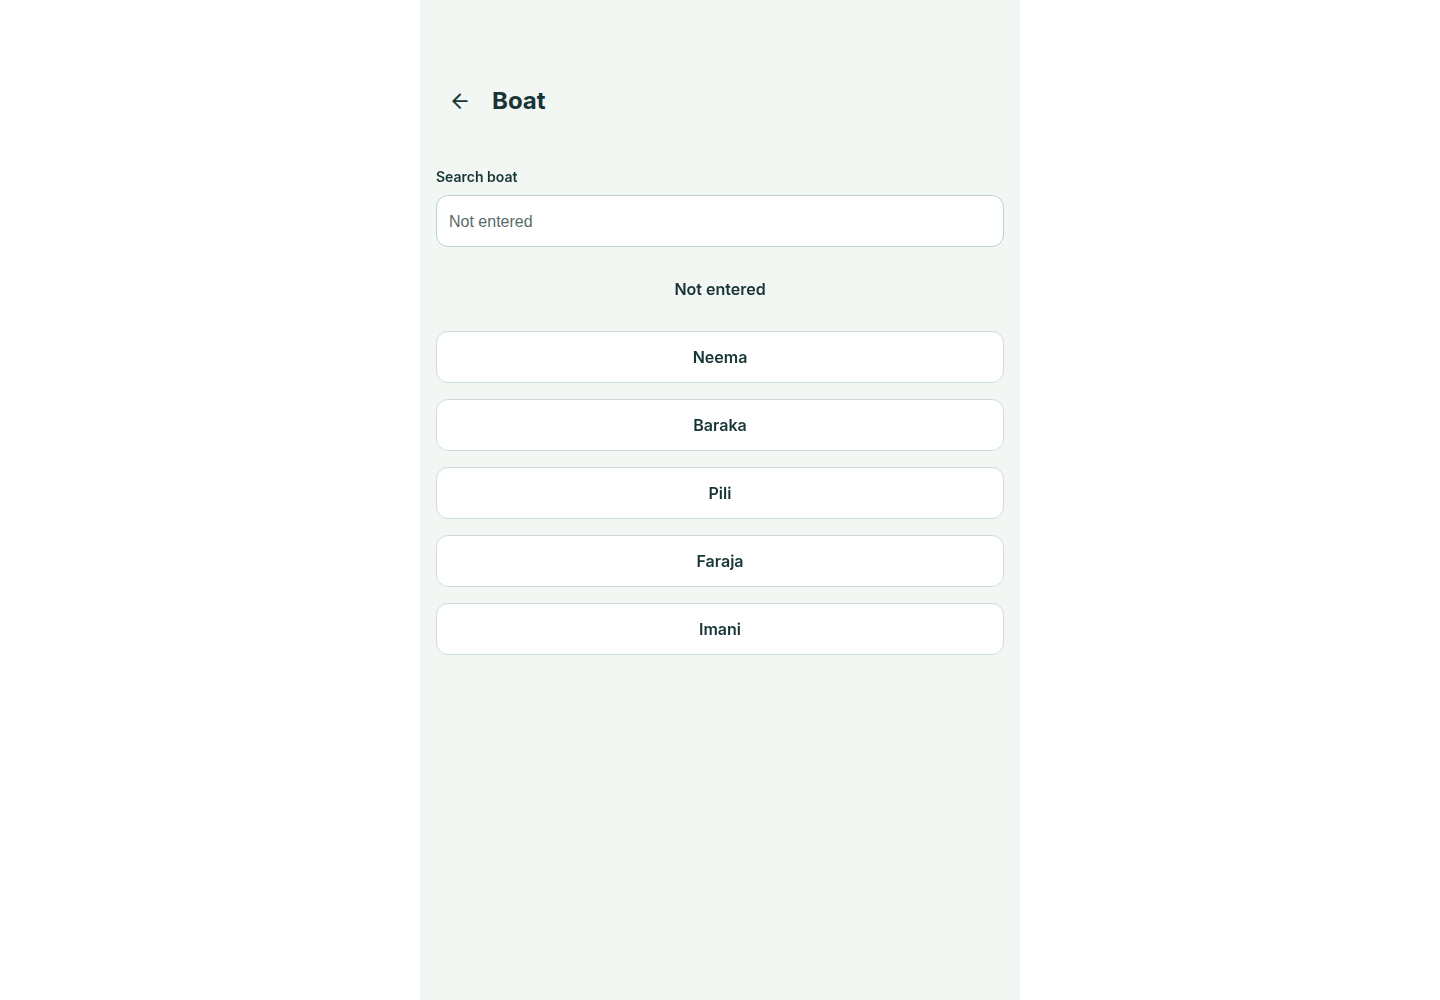 Boat
Search boat
Not entered
Not entered
Neema
Baraka
Pili
Faraja
Imani